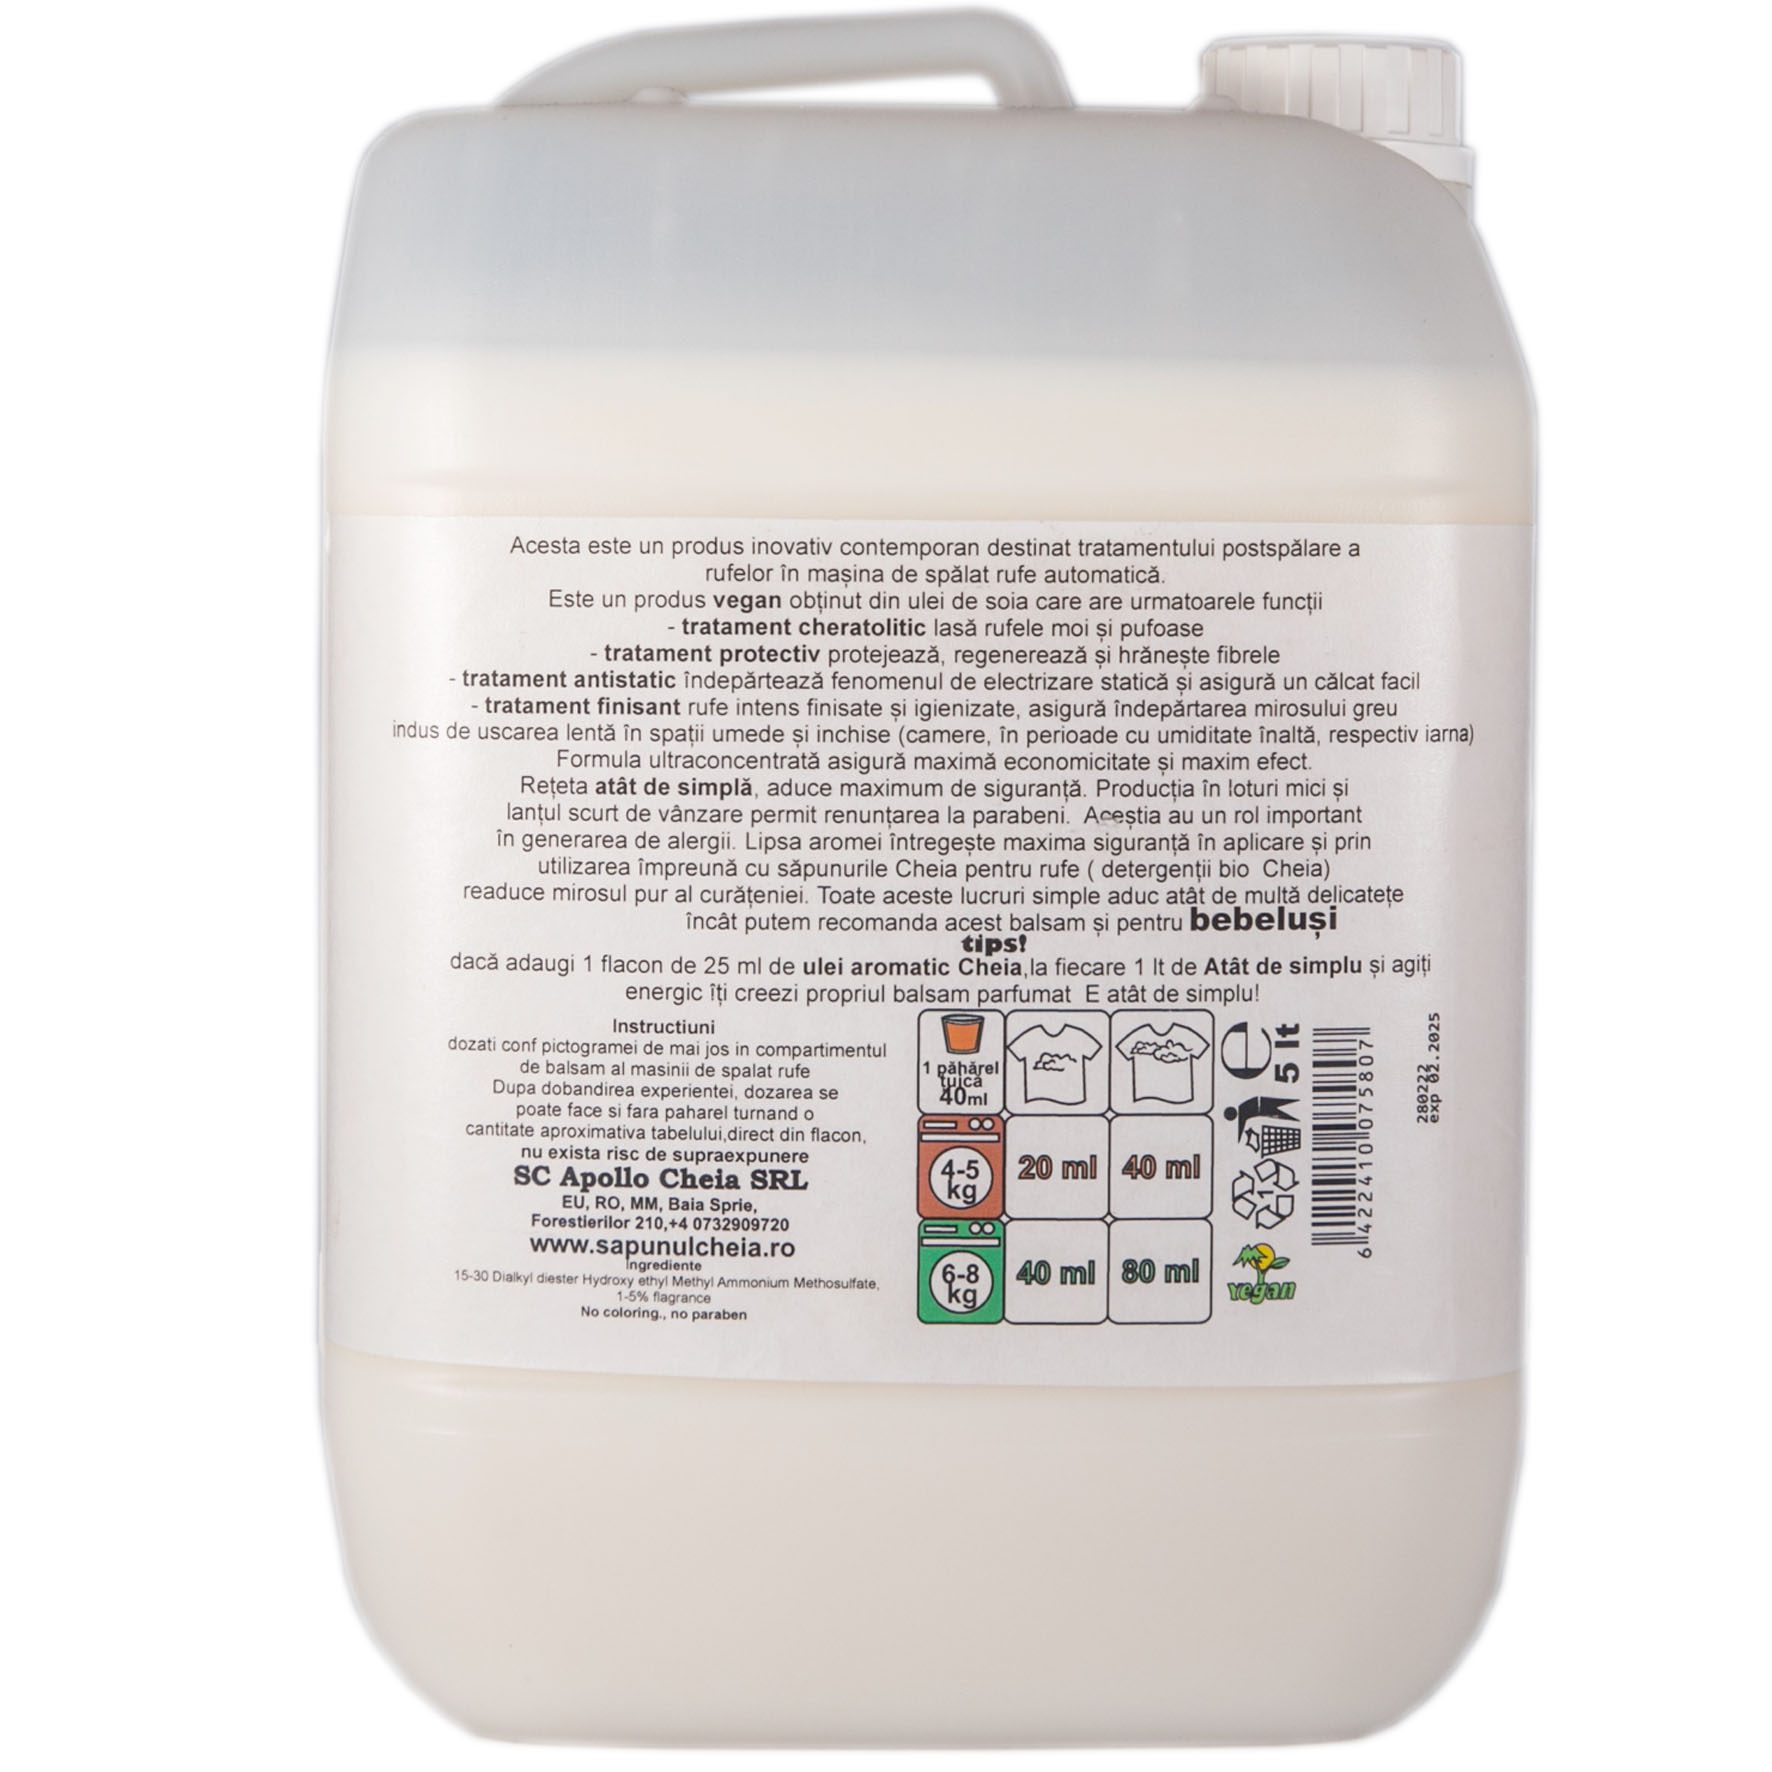 Acesta este un produs inovativ contemporan destinat tratamentului postspălare a
rufelor în mașina de spălat rufe automatică.
Este un produs vegan obținut din ulei de soia care are urmatoarele funcții
- tratament cheratolitic lasă rufele moi și pufoase
- tratament protectiv protejează, regenerează și hrănește fibrele
- tratament antistatic îndepărtează fenomenul de electrizare statică și asigură un călcat facil
- tratament finisant rufe intens finisate și igienizate, asigură îndepărtarea mirosului greu
indus de uscarea lentă în spații umede și inchise (camere, în perioade cu umiditate înaltă, respectiv iarna)
Formula ultraconcentrată asigură maximă economicitate și maxim efect.
Rețeta atât de simplă, aduce maximum de siguranță. Producția în loturi mici și
lanțul scurt de vânzare permit renunțarea la parabeni. Aceștia au un rol important
în generarea de alergii. Lipsa aromei întregește maxima siguranță în aplicare și prin
utilizarea împreună cu săpunurile Cheia pentru rufe ( detergenții bio Cheia)
readuce mirosul pur al curățeniei. Toate aceste lucruri simple aduc atât de multă delicatețe
încât putem recomanda acest balsam și pentru bebeluși
tips!
dacă adaugi 1 flacon de 25 ml de ulei aromatic Cheia,la fiecare 1 lt de Atât de simplu și agiți
energic îți creezi propriul balsam parfumat E atât de simplu!
Instructiuni
dozati conf pictogramei de mai jos in compartimentul
de balsam al masinii de spalat rufe
Dupa dobandirea experientei, dozarea se
poate face si fara paharel turnand o
cantitate aproximativa tabelului,direct din flacon,
nu exista risc de supraexpunere
SC Apollo Cheia SRL
EU, RO, MM, Baia Sprie,
Forestierilor 210,+4 0732909720
www.sapunulcheia.ro
Ingrediente
15-30 Dialkyl diester Hydroxy ethyl Methyl Ammonium Methosulfate,
1-5% flagrance
No coloring., no paraben
1 păhărel
țuică
40ml
4-5
kg
20 ml
40 ml
6-8
kg
40 ml
80 ml
e
5 lt
1
vegan
6422410075807
280222
exp 02.2025